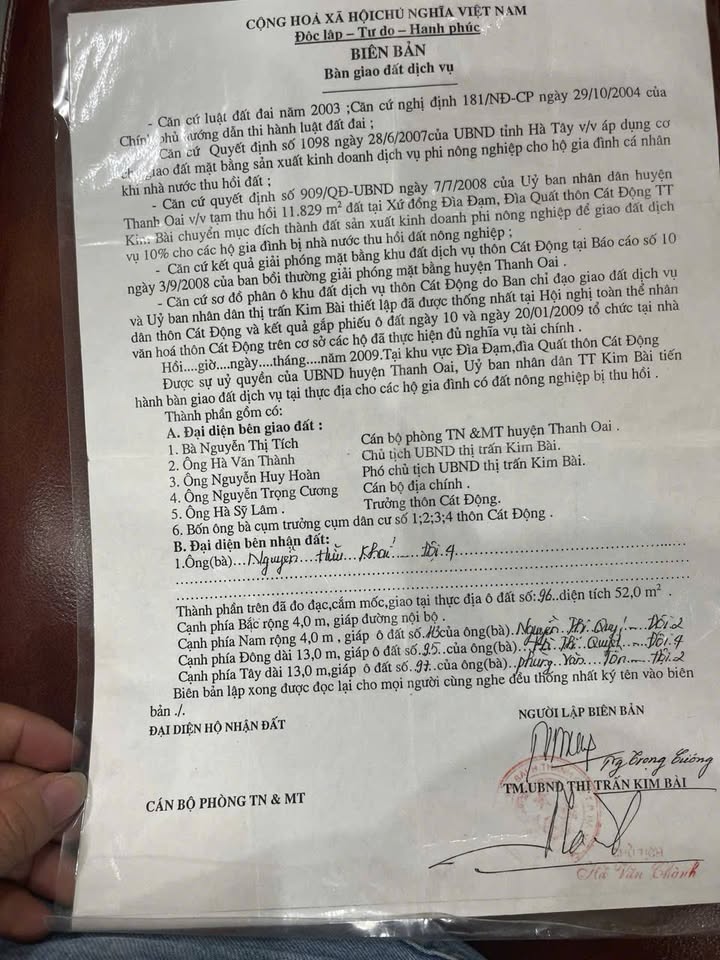 CỘNG HOÀ XÃ HỘI CHỦ NGHĨA VIỆT NAM
Độc lập – Tự do – Hạnh phúc
BIÊN BẢN
Bàn giao đất dịch vụ
- Căn cứ luật đất đai năm 2003 ;Căn cứ nghị định 181/NĐ-CP ngày 29/10/2004 của
Chính phủ hướng dẫn thi hành luật đất đai ;
Căn cứ Quyết định số 1098 ngày 28/6/2007của UBND tỉnh Hà Tây v/v áp dụng cơ
giao đất mặt bằng sản xuất kinh doanh dịch vụ phi nông nghiệp cho hộ gia đình cá nhân
khi nhà nước thu hồi đất ;
- Căn cứ quyết định số 909/QĐ-UBND ngày 7/7/2008 của Uỷ ban nhân dân huyện
Thanh Oai v/v tạm thu hồi 11.829 m² đất tại Xứ đồng Đìa Đạm, Đìa Quất thôn Cát Động TT
Kim Bài chuyển mục đích thành đất sản xuất kinh doanh phi nông nghiệp để giao đất dịch
vụ 10% cho các hộ gia đình bị nhà nước thu hồi đất nông nghiệp ;
- Căn cứ kết quả giải phóng mặt bằng khu đất dịch vụ thôn Cát Động tại Báo cáo số 10
ngày 3/9/2008 của ban bồi thường giải phóng mặt bằng huyện Thanh Oai .
- Căn cứ sơ đồ phân ô khu đất dịch vụ thôn Cát Động do Ban chỉ đạo giao đất dịch vụ
và Uỷ ban nhân dân thị trấn Kim Bài thiết lập đã được thống nhất tại Hội nghị toàn thể nhân
dân thôn Cát Động và kết quả gắp phiếu ô đất ngày 10 và ngày 20/01/2009 tổ chức tại nhà
văn hoá thôn Cát Động trên cơ sở các hộ đã thực hiện đủ nghĩa vụ tài chính .
Hồi....giờ....ngày....tháng....năm 2009.Tại khu vực Đìa Đạm,đìa Quất thôn Cát Động
Được sự uỷ quyền của UBND huyện Thanh Oai, Uỷ ban nhân dân TT Kim Bài tiến
hành bàn giao đất dịch vụ tại thực địa cho các hộ gia đình có đất nông nghiệp bị thu hồi .
Thành phần gồm có:
A. Đại diện bên giao đất :
1. Bà Nguyễn Thị Tích Cán bộ phòng TN &MT huyện Thanh Oai .
2. Ông Hà Văn Thành Chủ tịch UBND thị trấn Kim Bài.
3. Ông Nguyễn Huy Hoàn Phó chủ tịch UBND thị trấn Kim Bài.
4. Ông Nguyễn Trọng Cương Cán bộ địa chính .
5. Ông Hà Sỹ Lâm . Trưởng thôn Cát Động.
6. Bốn ông bà cụm trưởng cụm dân cư số 1;2;3;4 thôn Cát Động .
B. Đại diện bên nhận đất:
1.Ông(bà)....Nguyễn Hữu Khai – Đội 4
Thành phần trên đã đo đạc,cắm mốc,giao tại thực địa ô đất số:96..diện tích 52,0 m² .
Cạnh phía Bắc rộng 4,0 m, giáp đường nội bộ .
Cạnh phía Nam rộng 4,0 m , giáp ô đất số 113 của ông(bà)..Nguyễn Thị Quý – Đội 2
Cạnh phía Đông dài 13,0 m,giáp ô đất số..95..của ông(bà) Thị Quyết – Đội 4
Cạnh phía Tây dài 13,0 m,giáp ô đất số..97..của ông(bà)..Phùng Văn Tôn – Đội 2
Biên bản lập xong được đọc lại cho mọi người cùng nghe đều thống nhất ký tên vào biên
bản ./.
ĐẠI DIỆN HỘ NHẬN ĐẤT
NGƯỜI LẬP BIÊN BẢN
Ng Trọng Cương
CÁN BỘ PHÒNG TN & MT
TM.UBND THỊ TRẤN KIM BÀI
Hà Văn Thành